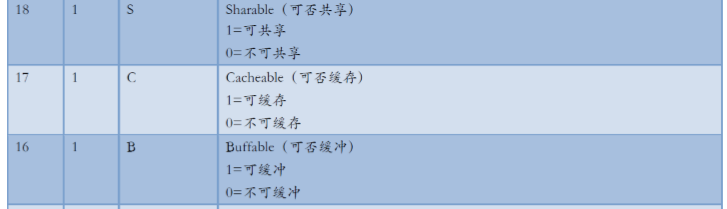 18 1 S Sharable（可否共享）
1=可共享
0=不可共享
17 1 C Cacheable（可否缓存）
1=可缓存
0=不可缓存
16 1 B Buffable（可否缓冲）
1=可缓冲
0=不可缓冲